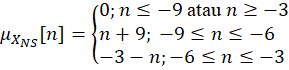 0; n ≤ −9 atau n ≥ −3
μ_{X_{NS}}[n] = { n + 9; −9 ≤ n ≤ −6
−3 − n; −6 ≤ n ≤ −3